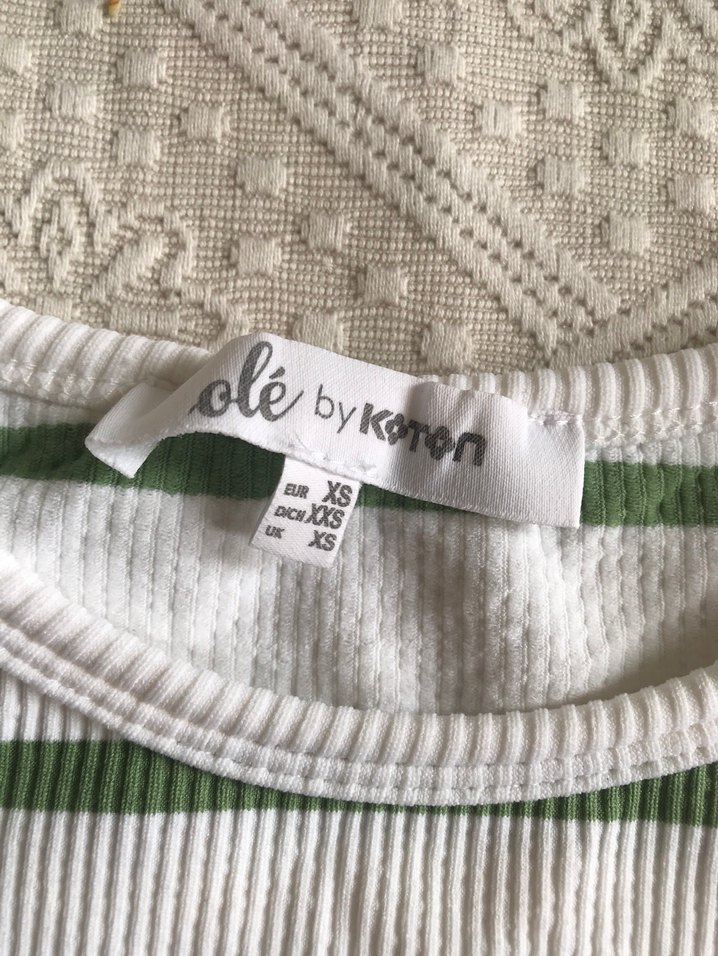 olé by KOTON
EUR XS
D/CH XXS
UK XS